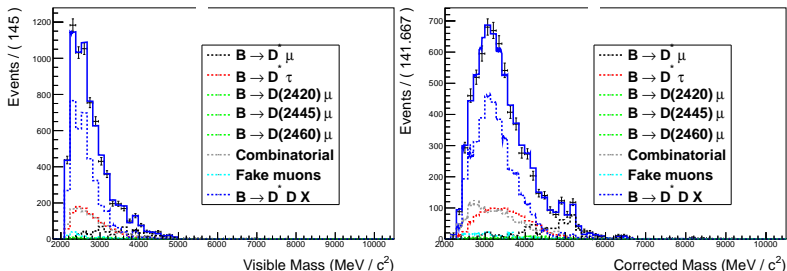 Events / ( 145 )
1200
1000
800
600
400
200
0
2000 3000 4000 5000 6000 7000 8000 9000 10000
Visible Mass (MeV / c²)
B → D* μ
B → D* τ
B → D(2420) μ
B → D(2445) μ
B → D(2460) μ
Combinatorial
Fake muons
B → D* D X
Events / ( 141.667 )
700
600
500
400
300
200
100
0
2000 3000 4000 5000 6000 7000 8000 9000 10000
Corrected Mass (MeV / c²)
B → D* μ
B → D* τ
B → D(2420) μ
B → D(2445) μ
B → D(2460) μ
Combinatorial
Fake muons
B → D* D X